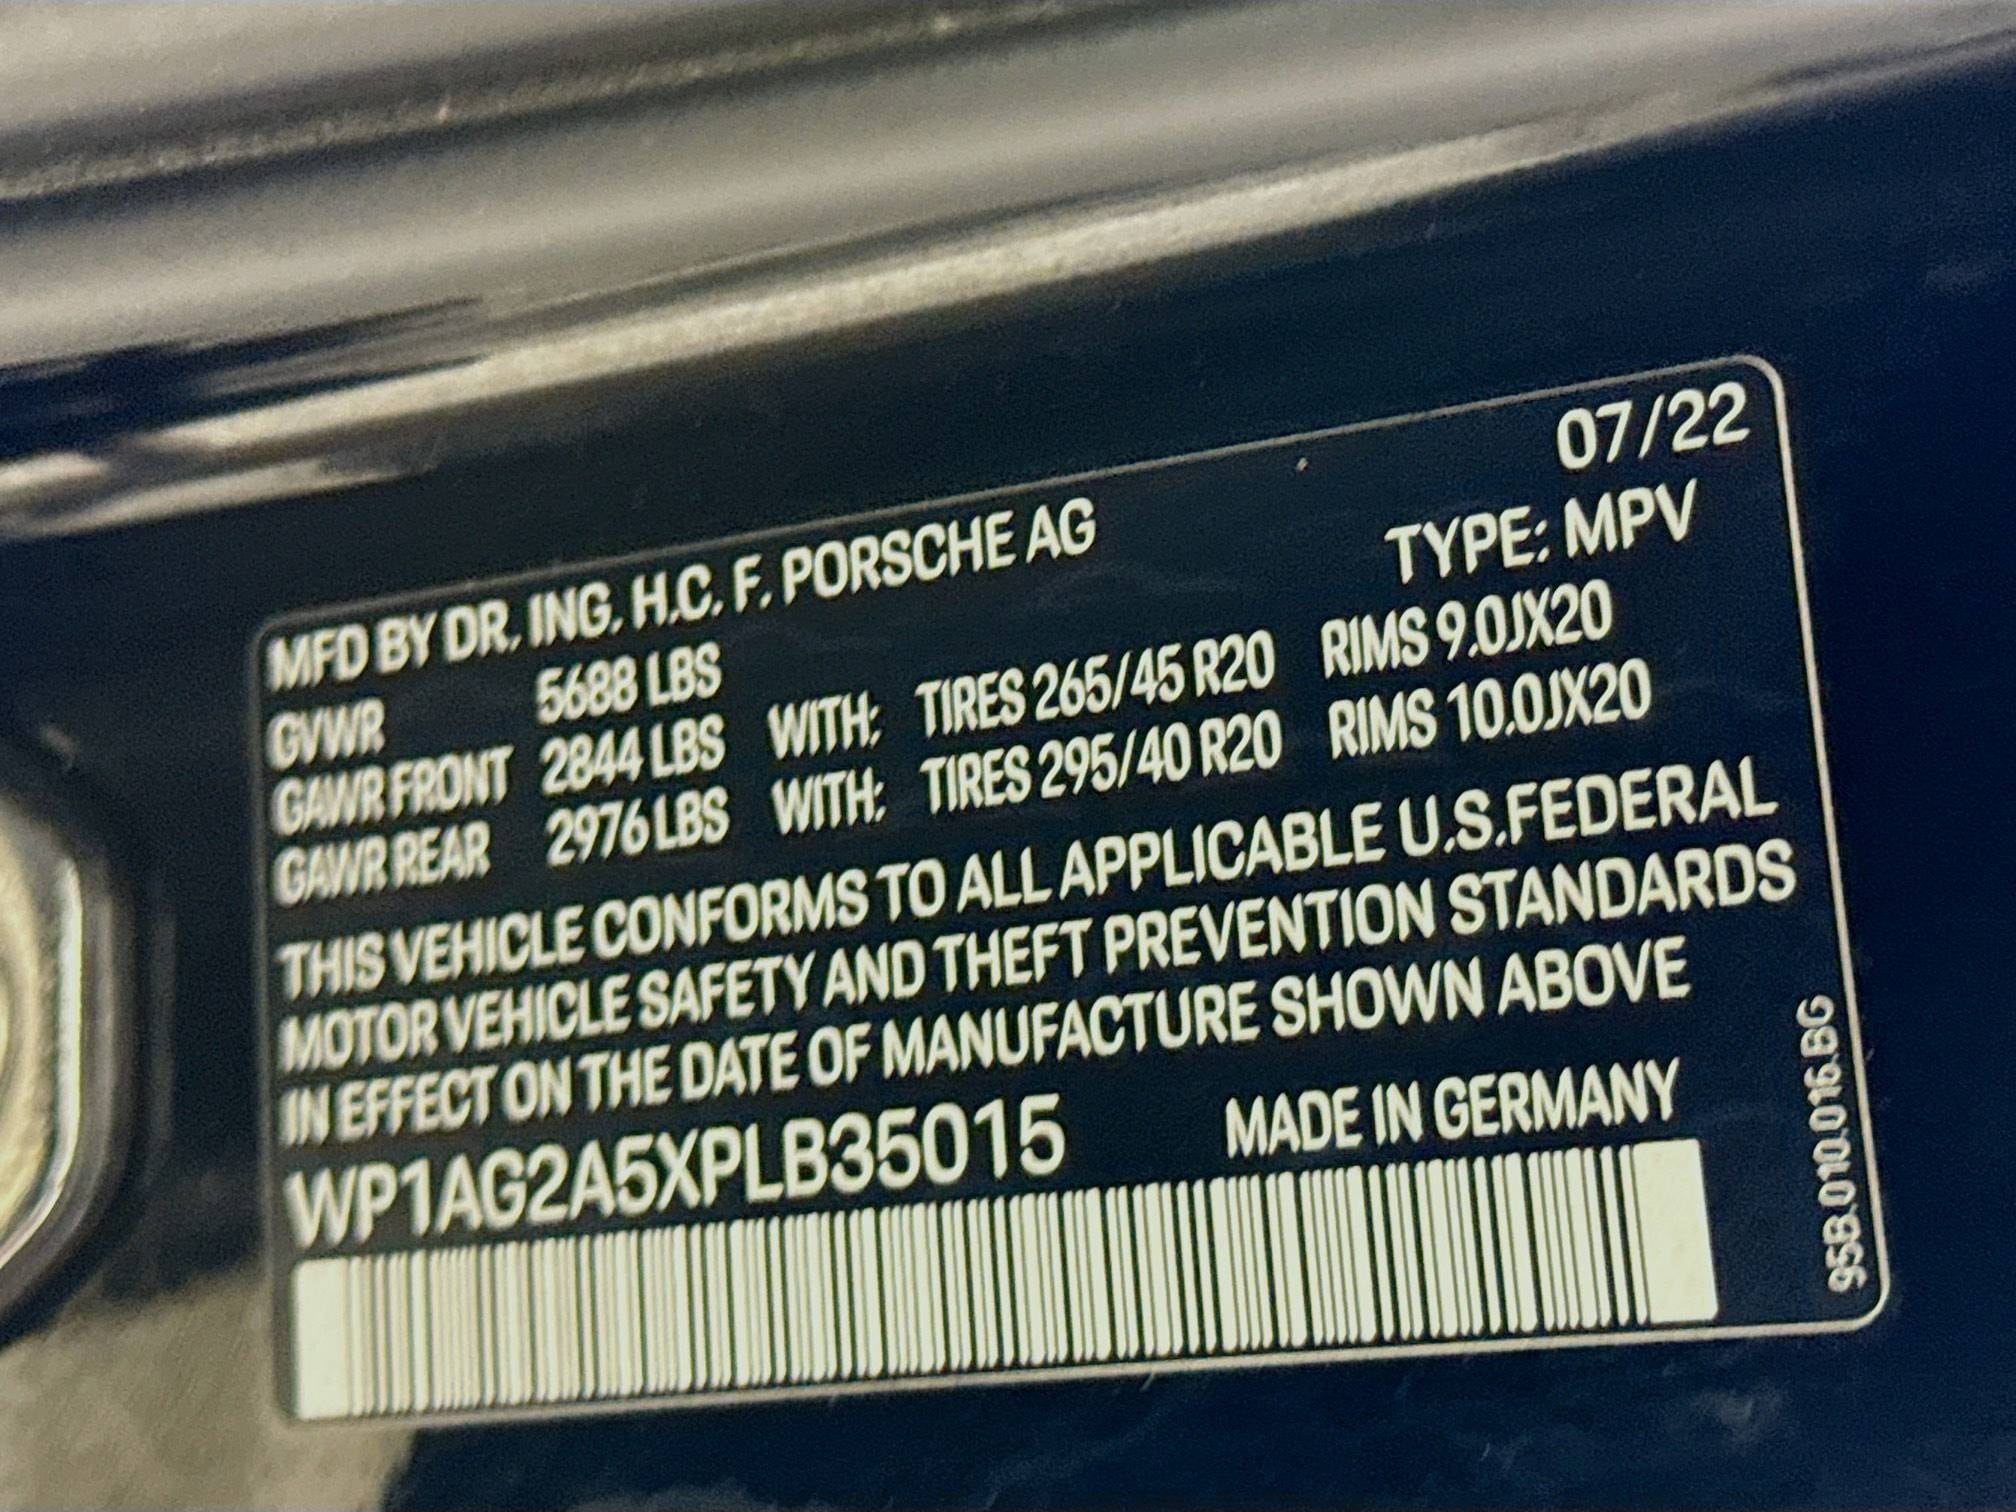 07/22
MFD BY DR. ING. H.C. F. PORSCHE AG TYPE: MPV
GVWR 5688 LBS
GAWR FRONT 2844 LBS WITH: TIRES 265/45 R20 RIMS 9.0JX20
GAWR REAR 2976 LBS WITH: TIRES 295/40 R20 RIMS 10.0JX20
THIS VEHICLE CONFORMS TO ALL APPLICABLE U.S.FEDERAL
MOTOR VEHICLE SAFETY AND THEFT PREVENTION STANDARDS
IN EFFECT ON THE DATE OF MANUFACTURE SHOWN ABOVE
WP1AG2A5XPLB35015 MADE IN GERMANY
95B.010.016.BG